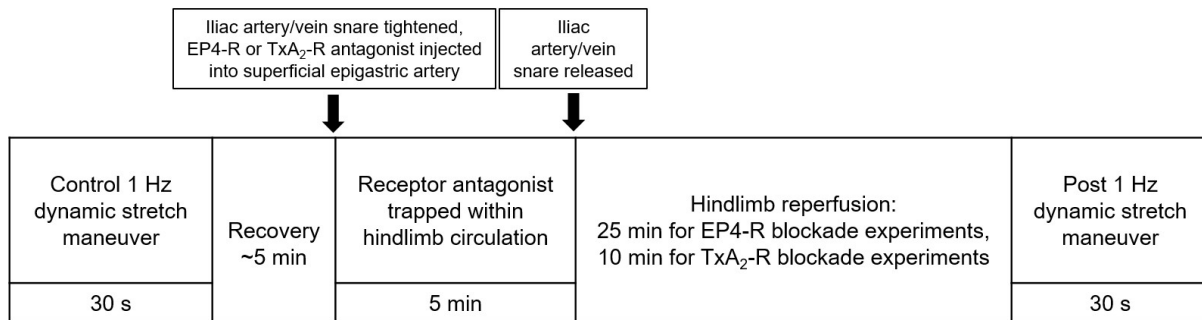 Iliac artery/vein snare tightened,
EP4-R or TxA₂-R antagonist injected
into superficial epigastric artery
Iliac
artery/vein
snare released
Control 1 Hz
dynamic stretch
maneuver
30 s
Recovery
~5 min
Receptor antagonist
trapped within
hindlimb circulation
5 min
Hindlimb reperfusion:
25 min for EP4-R blockade experiments,
10 min for TxA₂-R blockade experiments
Post 1 Hz
dynamic stretch
maneuver
30 s